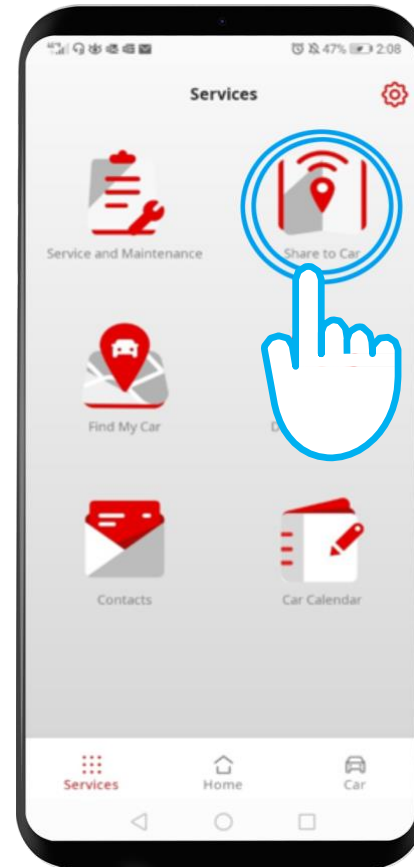 47% 2:08
Services
Service and Maintenance
Share to Car
Find My Car
Contacts
Car Calendar
Services
Home
Car